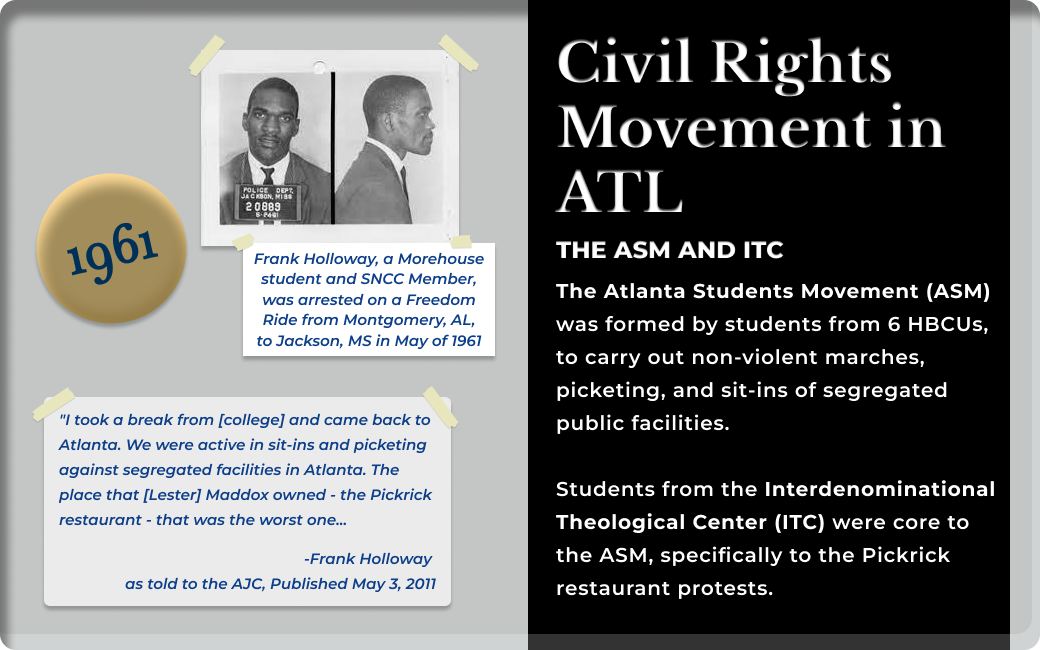 1961
POLICE DEPT.
JACKSON, MISS
20889
5-24-61
Frank Holloway, a Morehouse
student and SNCC Member,
was arrested on a Freedom
Ride from Montgomery, AL,
to Jackson, MS in May of 1961
"I took a break from [college] and came back to
Atlanta. We were active in sit-ins and picketing
against segregated facilities in Atlanta. The
place that [Lester] Maddox owned - the Pickrick
restaurant - that was the worst one...
-Frank Holloway
as told to the AJC, Published May 3, 2011
Civil Rights
Movement in
ATL
THE ASM AND ITC
The Atlanta Students Movement (ASM)
was formed by students from 6 HBCUs,
to carry out non-violent marches,
picketing, and sit-ins of segregated
public facilities.
Students from the Interdenominational
Theological Center (ITC) were core to
the ASM, specifically to the Pickrick
restaurant protests.